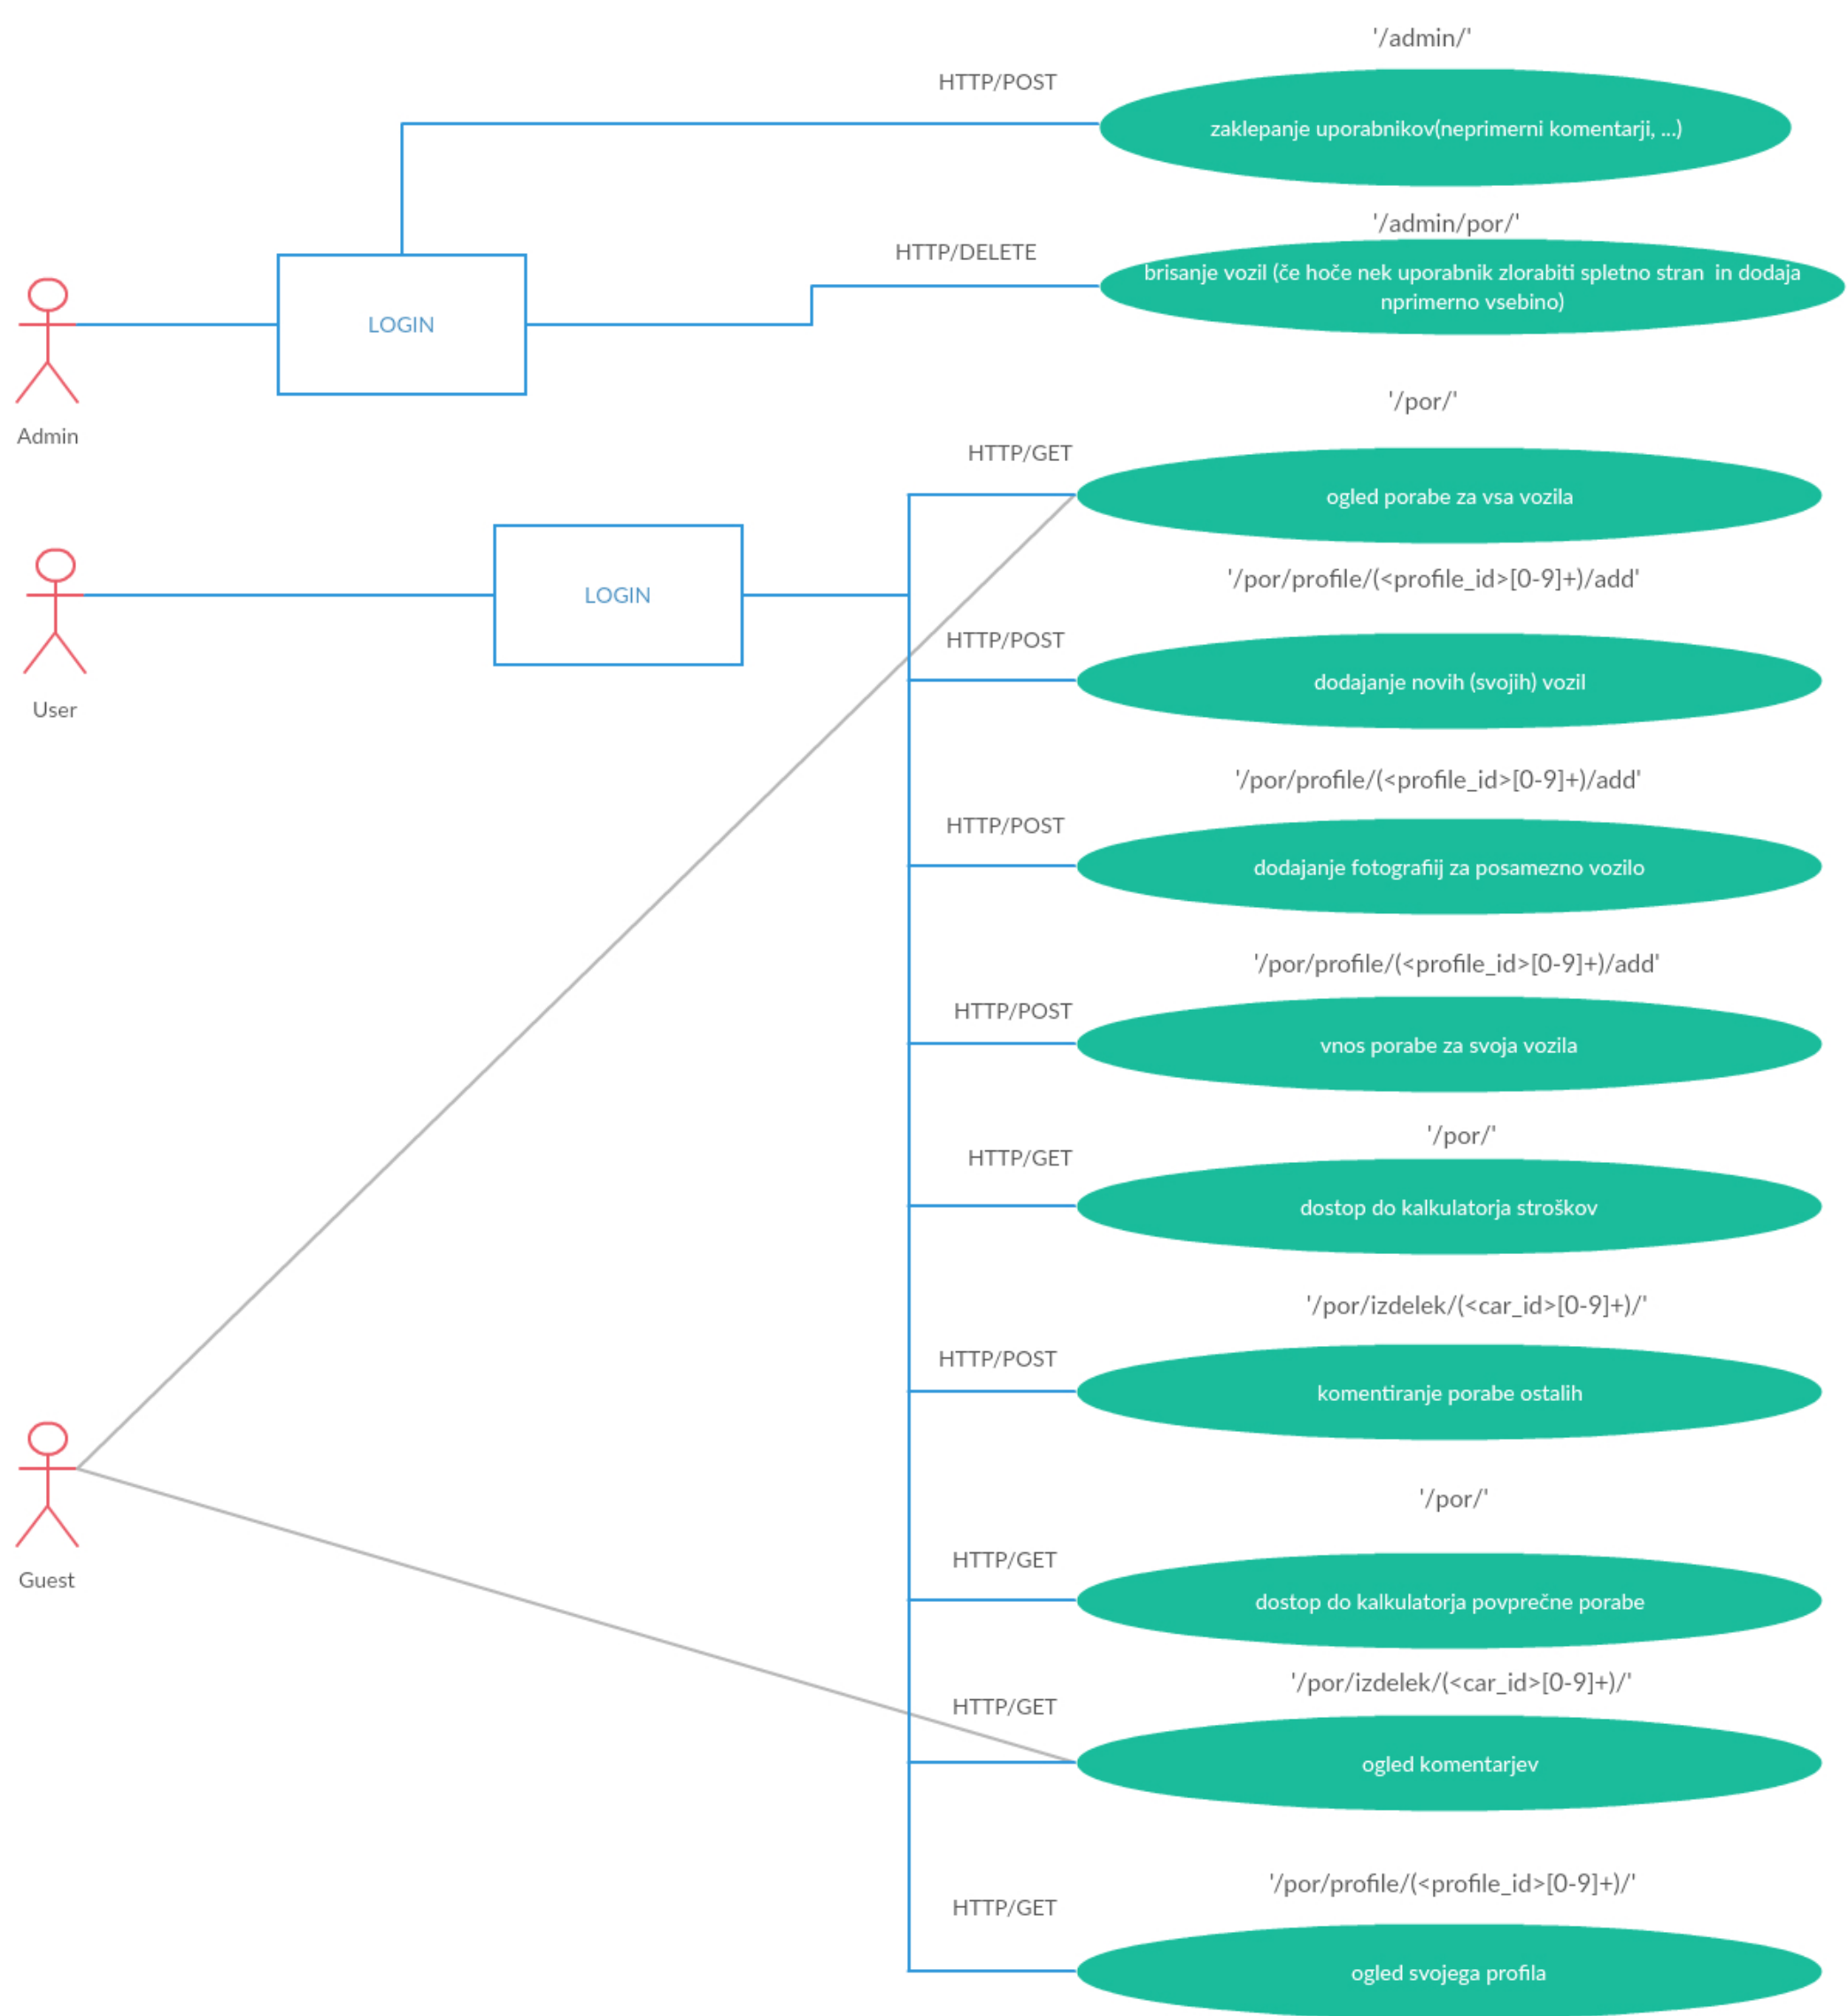 '/admin/'
HTTP/POST
zaklepanje uporabnikov(neprimerni komentarji, ...)
'/admin/por/'
HTTP/DELETE
brisanje vozil (če hoče nek uporabnik zlorabiti spletno stran  in dodaja
nprimerno vsebino)
LOGIN
Admin
'/por/'
HTTP/GET
ogled porabe za vsa vozila
'/por/profile/(<profile_id>[0-9]+)/add'
LOGIN
HTTP/POST
dodajanje novih (svojih) vozil
User
'/por/profile/(<profile_id>[0-9]+)/add'
HTTP/POST
dodajanje fotografiij za posamezno vozilo
'/por/profile/(<profile_id>[0-9]+)/add'
HTTP/POST
vnos porabe za svoja vozila
'/por/'
HTTP/GET
dostop do kalkulatorja stroškov
'/por/izdelek/(<car_id>[0-9]+)/'
HTTP/POST
komentiranje porabe ostalih
'/por/'
HTTP/GET
Guest
dostop do kalkulatorja povprečne porabe
'/por/izdelek/(<car_id>[0-9]+)/'
HTTP/GET
ogled komentarjev
'/por/profile/(<profile_id>[0-9]+)/'
HTTP/GET
ogled svojega profila